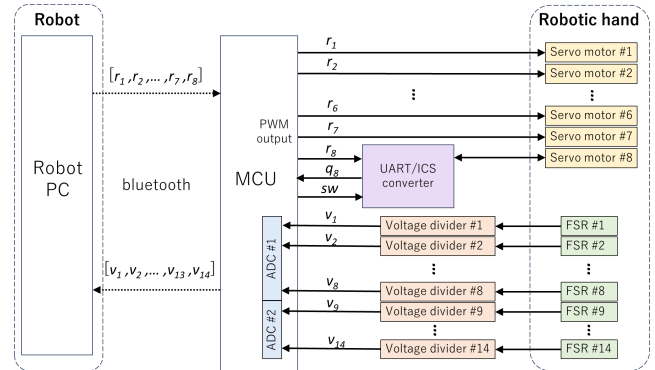 Robot
Robotic hand
[r1 ,r2 ,... ,r7 ,r8]
Robot
PC
bluetooth
[v1 ,v2 ,... ,v13 ,v14]
MCU
PWM
output
ADC #1
ADC #2
r1
r2
⋮
r6
r7
r8
q8
sw
UART/ICS
converter
Servo motor #1
Servo motor #2
⋮
Servo motor #6
Servo motor #7
Servo motor #8
v1
Voltage divider #1
FSR #1
v2
Voltage divider #2
FSR #2
⋮
⋮
v8
Voltage divider #8
FSR #8
v9
Voltage divider #9
FSR #9
⋮
⋮
v14
Voltage divider #14
FSR #14